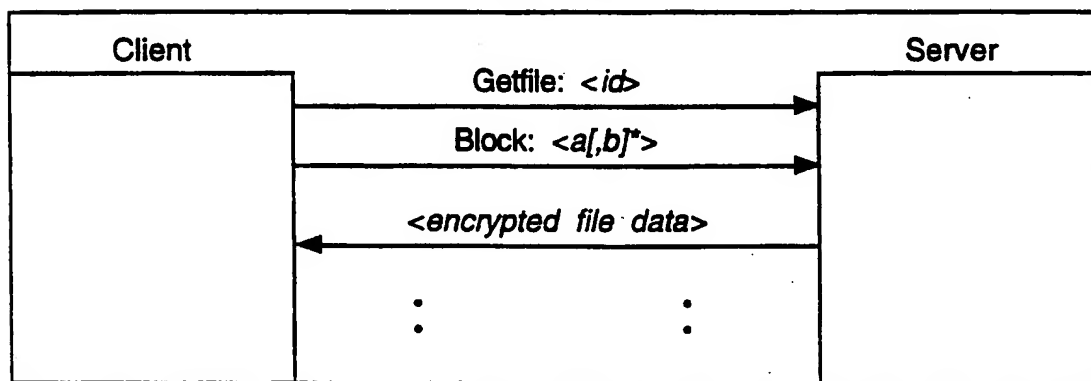 Client
Server
Getfile: <id>
Block: <a[,b]*>
<encrypted file data>